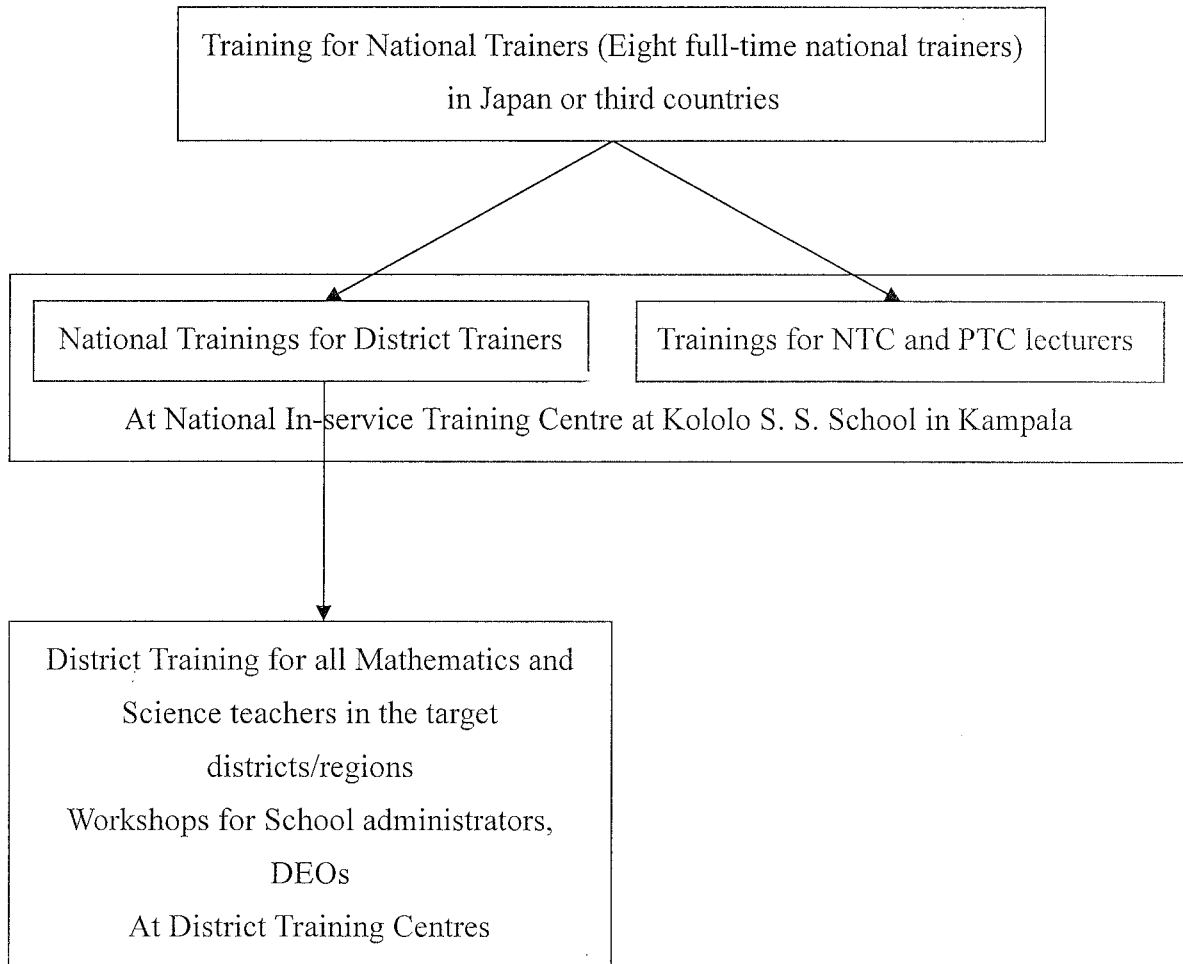 Training for National Trainers (Eight full-time national trainers)
in Japan or third countries
National Trainings for District Trainers
Trainings for NTC and PTC lecturers
At National In-service Training Centre at Kololo S. S. School in Kampala
District Training for all Mathematics and
Science teachers in the target
districts/regions
Workshops for School administrators,
DEOs
At District Training Centres